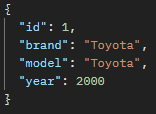 {
"id": 1,
"brand": "Toyota",
"model": "Toyota",
"year": 2000
}